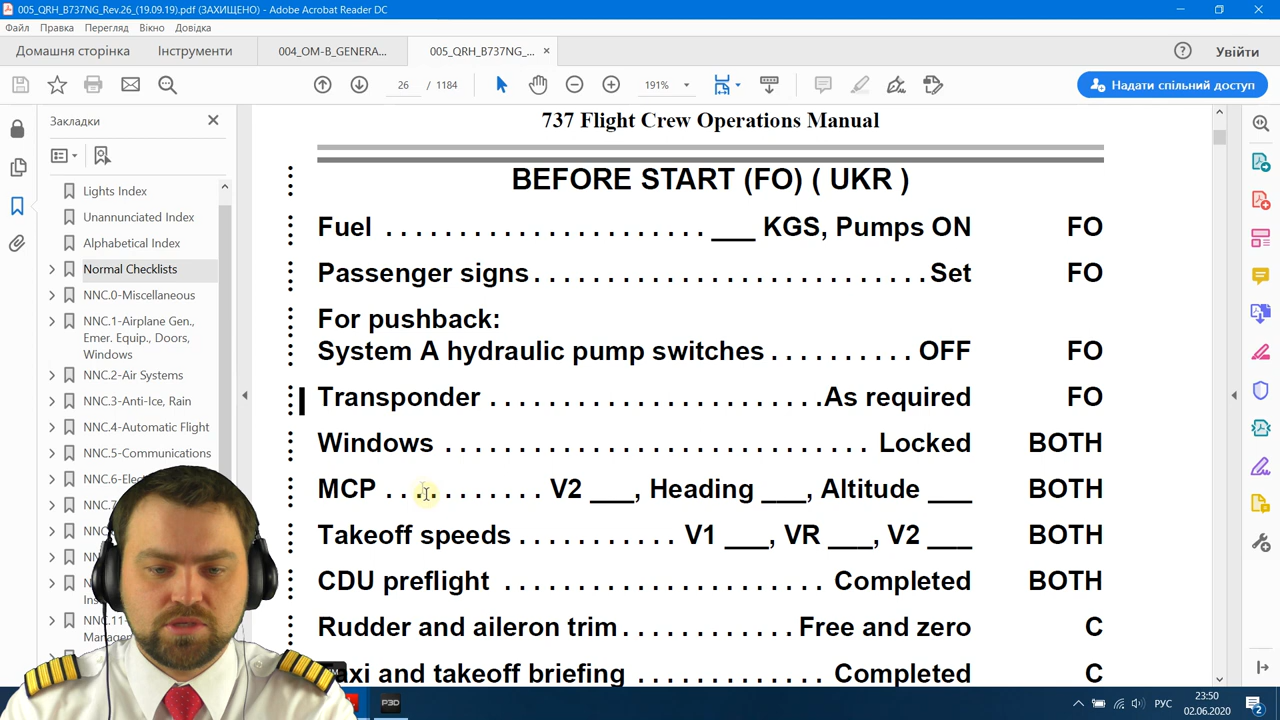 005_QRH_B737NG_Rev.26_(19.09.19).pdf (ЗАХИЩЕНО) - Adobe Acrobat Reader DC
Файл Правка Перегляд Вікно Довідка
Домашня сторінка Інструменти 004_OM-B_GENERA... 005_QRH_B737NG_... × Увійти
26 / 1184 191% Надати спільний доступ
Закладки
Lights Index
Unannunciated Index
Alphabetical Index
Normal Checklists
NNC.0-Miscellaneous
NNC.1-Airplane Gen.,
Emer. Equip., Doors,
Windows
NNC.2-Air Systems
NNC.3-Anti-Ice, Rain
NNC.4-Automatic Flight
NNC.5-Communications
737 Flight Crew Operations Manual
BEFORE START (FO) ( UKR )
Fuel . . . . . . . . . . . . . . . . . . . . . . ___ KGS, Pumps ON FO
Passenger signs . . . . . . . . . . . . . . . . . . . . . . . . . . . Set FO
For pushback:
System A hydraulic pump switches . . . . . . . . . . OFF FO
Transponder . . . . . . . . . . . . . . . . . . . . . . . As required FO
Windows . . . . . . . . . . . . . . . . . . . . . . . . . . . . . Locked BOTH
MCP . . . . . . . . . . . V2 ___, Heading ___, Altitude ___ BOTH
Takeoff speeds . . . . . . . . . . . V1 ___, VR ___, V2 ___ BOTH
CDU preflight . . . . . . . . . . . . . . . . . . . . . . Completed BOTH
Rudder and aileron trim . . . . . . . . . . . . Free and zero C
and takeoff briefing . . . . . . . . . . . . . Completed C
P3D
РУС
23:50
02.06.2020
2